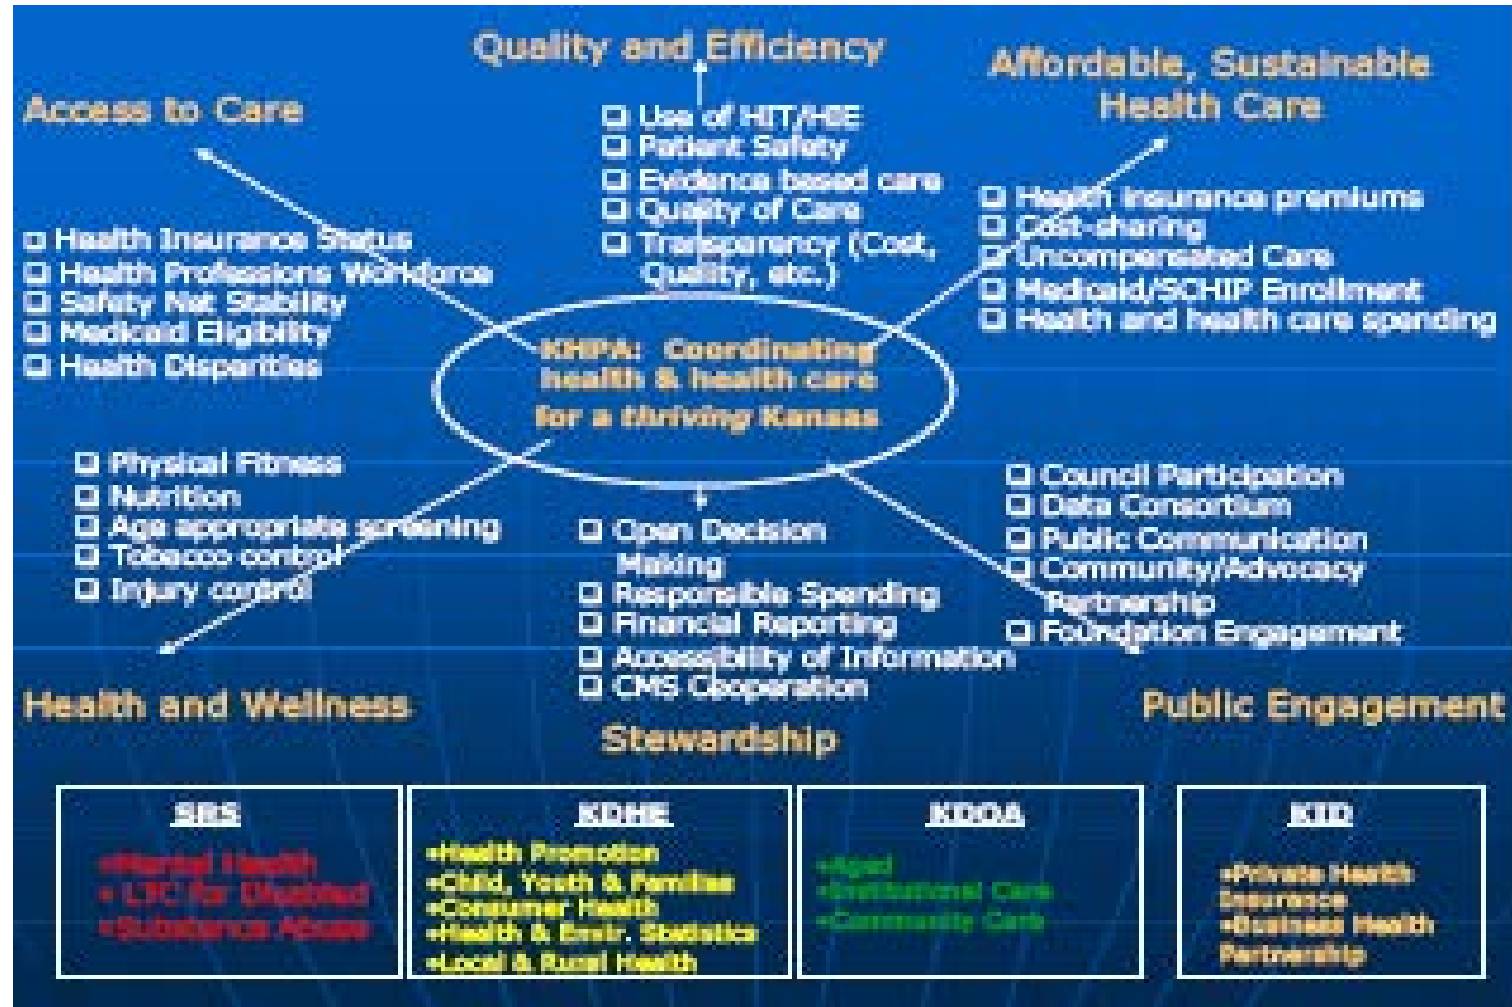 Quality and Efficiency
Affordable, Sustainable
Health Care
Access to Care
Use of HIT/HIE
Patient Safety
Evidence based care
Quality of Care
Transparency (Cost,
Quality, etc.)
Health insurance premiums
Cost-sharing
Uncompensated Care
Medicaid/SCHIP Enrollment
Health and health care spending
Health Insurance Status
Health Professions Workforce
Safety Net Stability
Medicaid Eligibility
Health Disparities
KHPA: Coordinating
health & health care
for a thriving Kansas
Physical Fitness
Nutrition
Age appropriate screening
Tobacco control
Injury control
Open Decision
Making
Responsible Spending
Financial Reporting
Accessibility of Information
CMS Cooperation
Council Participation
Data Consortium
Public Communication
Community/Advocacy
Partnership
Foundation Engagement
Health and Wellness
Stewardship
Public Engagement
SRS
•Mental Health
• LTC for Disabled
•Substance Abuse
KDHE
•Health Promotion
•Child, Youth & Families
•Consumer Health
•Health & Envir. Statistics
•Local & Rural Health
KDOA
•Aged
•Institutional Care
•Community Care
KID
•Private Health
Insurance
•Business Health
Partnership